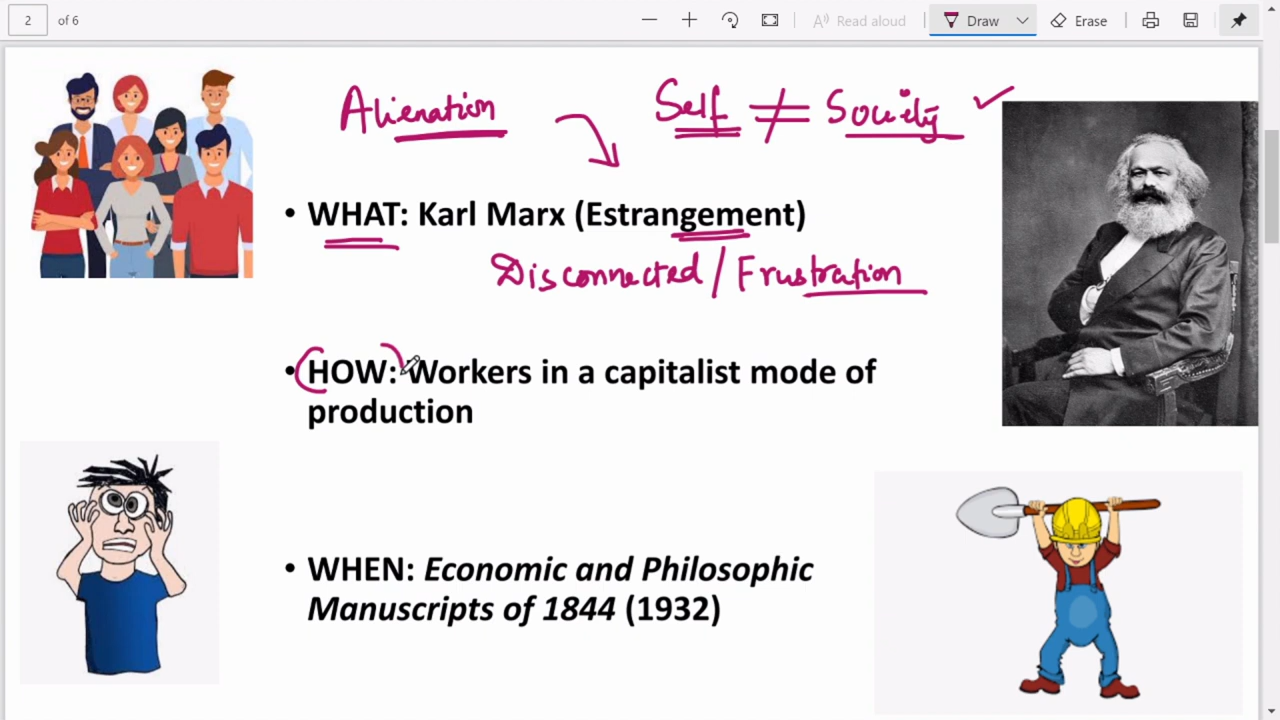 2 of 6
Read aloud
Draw
Erase
Alienation Self ≠ Society ✓
• WHAT: Karl Marx (Estrangement)
Disconnected / Frustration
• HOW: Workers in a capitalist mode of
production
• WHEN: Economic and Philosophic
Manuscripts of 1844 (1932)